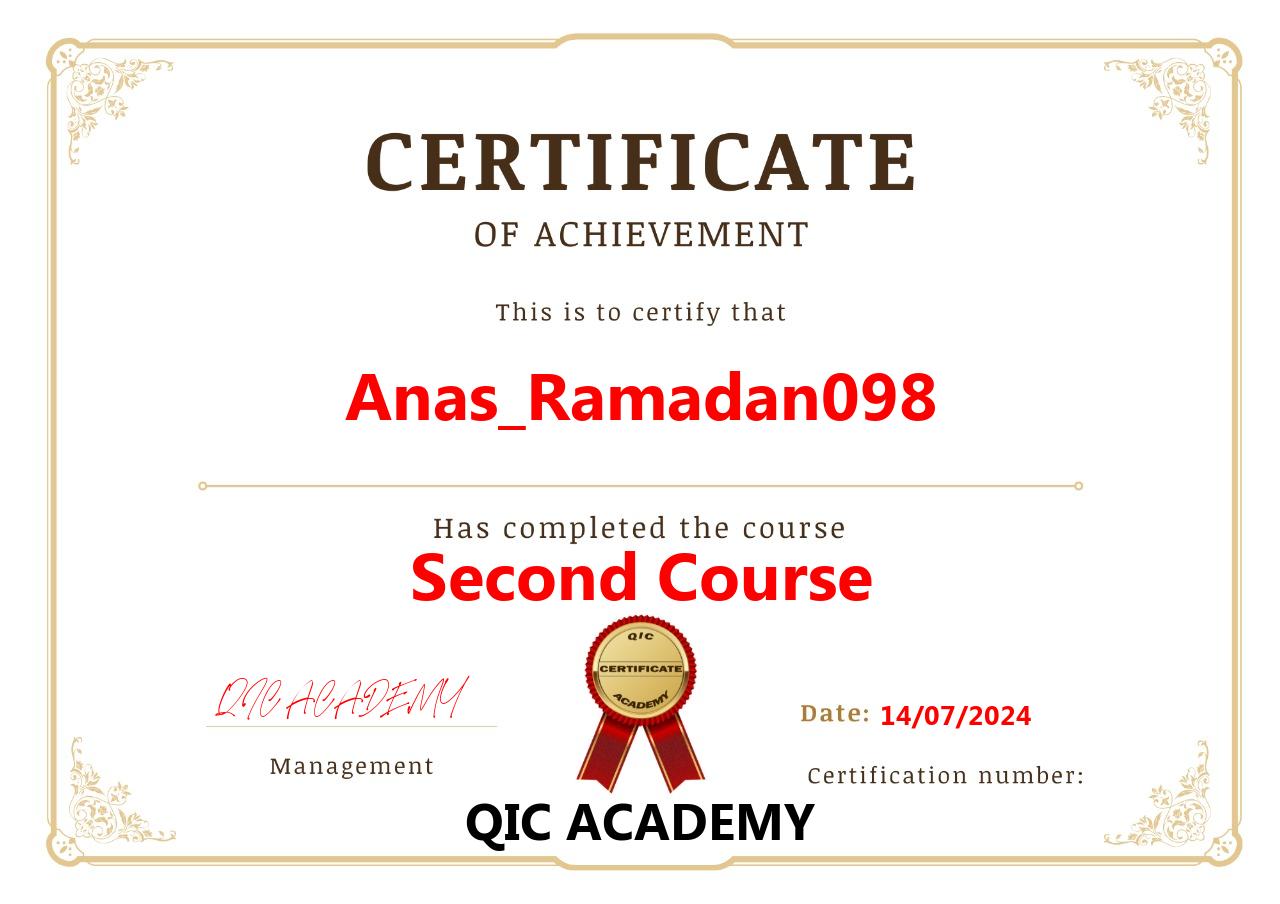 CERTIFICATE
OF ACHIEVEMENT
This is to certify that
Anas_Ramadan098
Has completed the course
Second Course
QIC
CERTIFICATE
ACADEMY
QIC ACADEMY
Management
Date: 14/07/2024
Certification number:
QIC ACADEMY